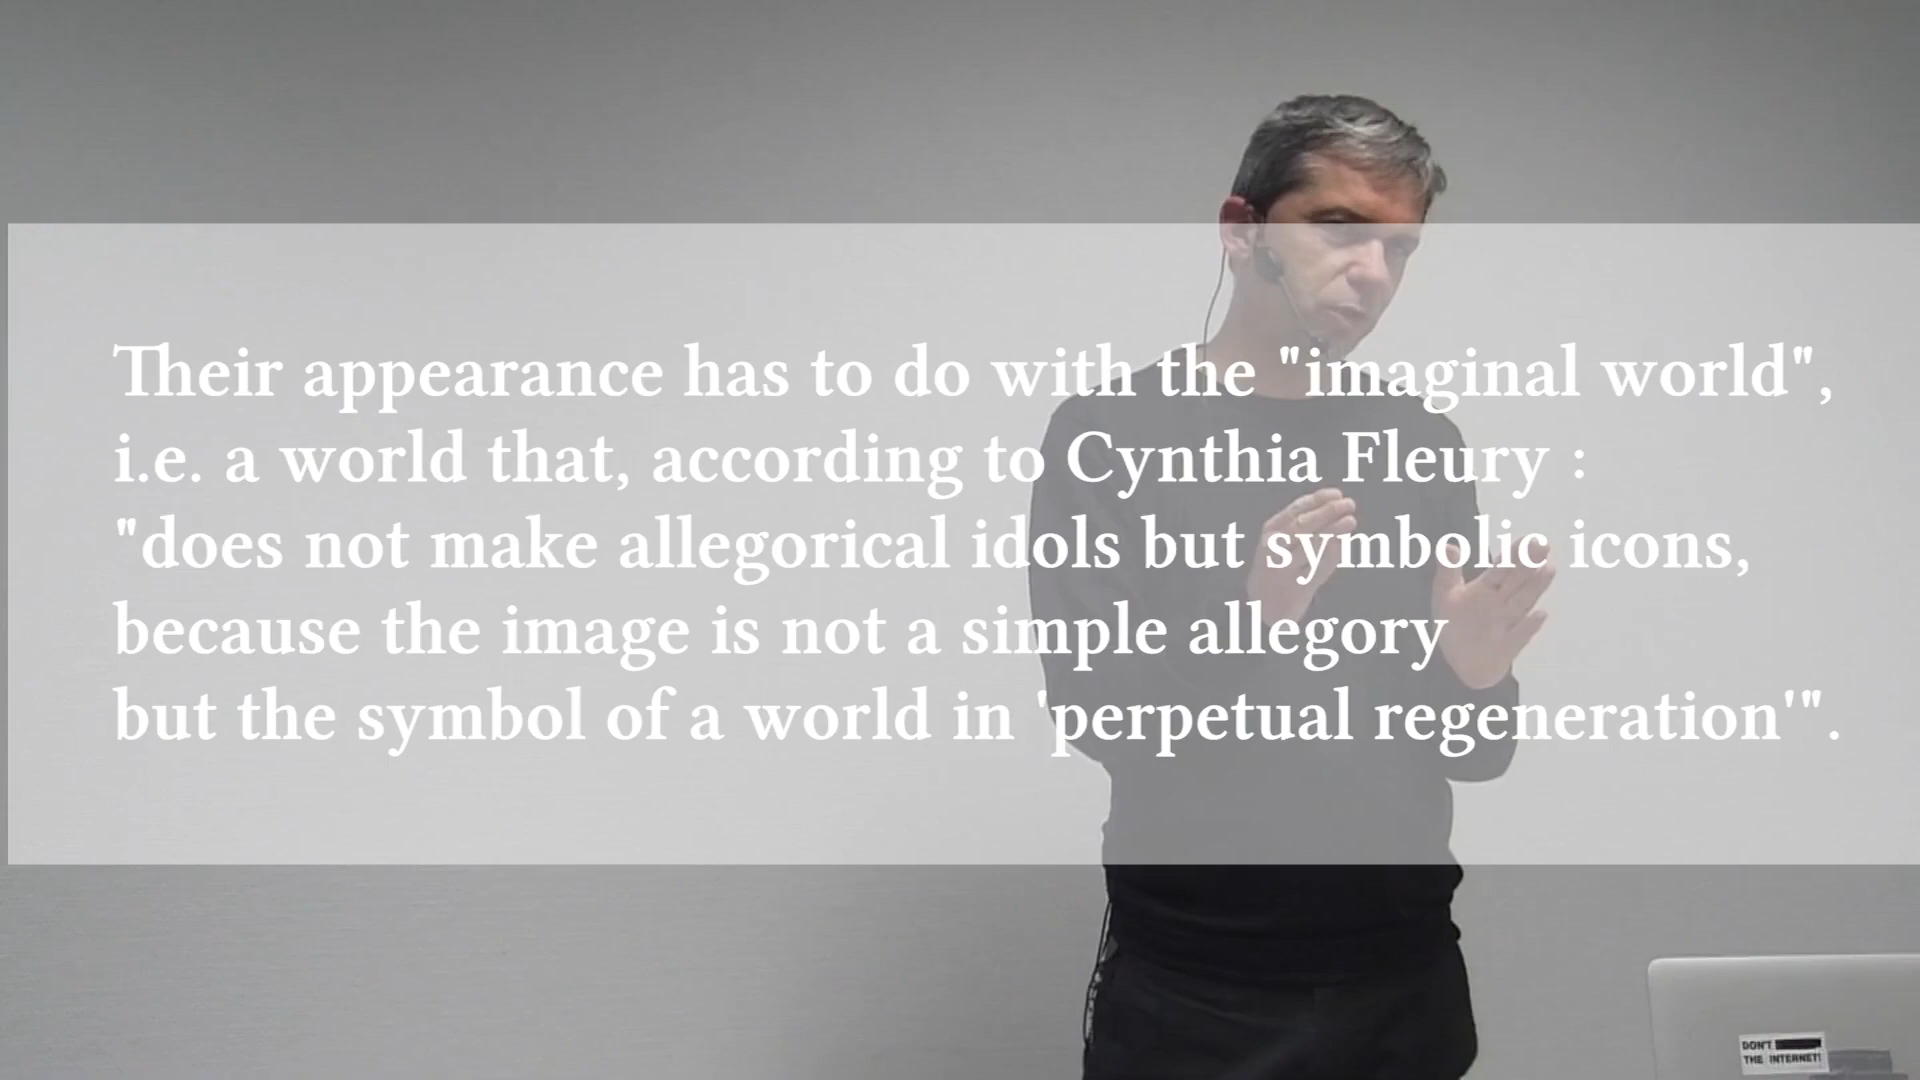 Their appearance has to do with the "imaginal world",
i.e. a world that, according to Cynthia Fleury :
"does not make allegorical idols but symbolic icons,
because the image is not a simple allegory
but the symbol of a world in 'perpetual regeneration'".
DON'T
THE INTERNET!